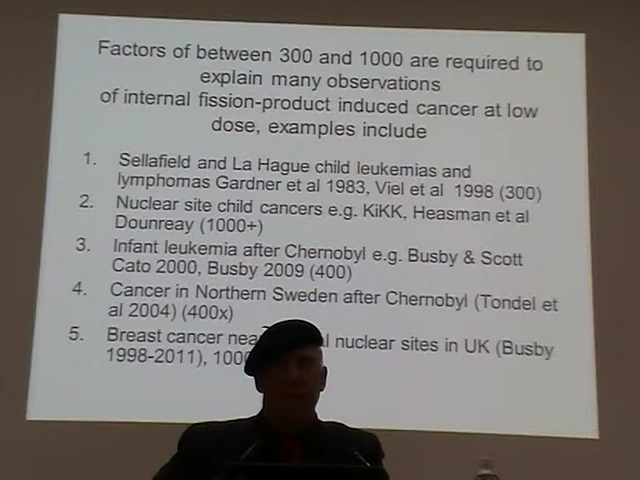 Factors of between 300 and 1000 are required to
explain many observations
of internal fission-product induced cancer at low
dose, examples include
1. Sellafield and La Hague child leukemias and
lymphomas Gardner et al 1983, Viel et al 1998 (300)
2. Nuclear site child cancers e.g. KiKK, Heasman et al
Dounreay (1000+)
3. Infant leukemia after Chernobyl e.g. Busby & Scott
Cato 2000, Busby 2009 (400)
4. Cancer in Northern Sweden after Chernobyl (Tondel et
al 2004) (400x)
5. Breast cancer nuclear sites in UK (Busby
1998-2011),